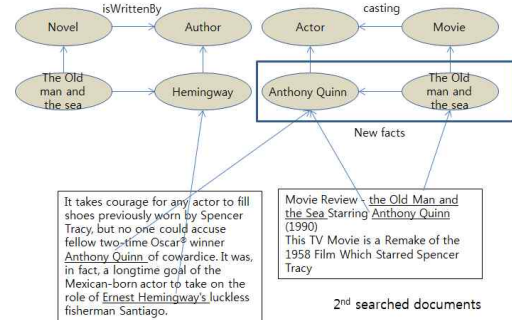 isWrittenBy
casting
Novel
Author
Actor
Movie
The Old
man and
the sea
Hemingway
Anthony Quinn
The Old
man and
the sea
New facts
It takes courage for any actor to fill
shoes previously worn by Spencer
Tracy, but no one could accuse
fellow two-time Oscar® winner
Anthony Quinn of cowardice. It was,
in fact, a longtime goal of the
Mexican-born actor to take on the
role of Ernest Hemingway's luckless
fisherman Santiago.
Movie Review - the Old Man and
the Sea Starring Anthony Quinn
(1990)
This TV Movie is a Remake of the
1958 Film Which Starred Spencer
Tracy
2nd searched documents